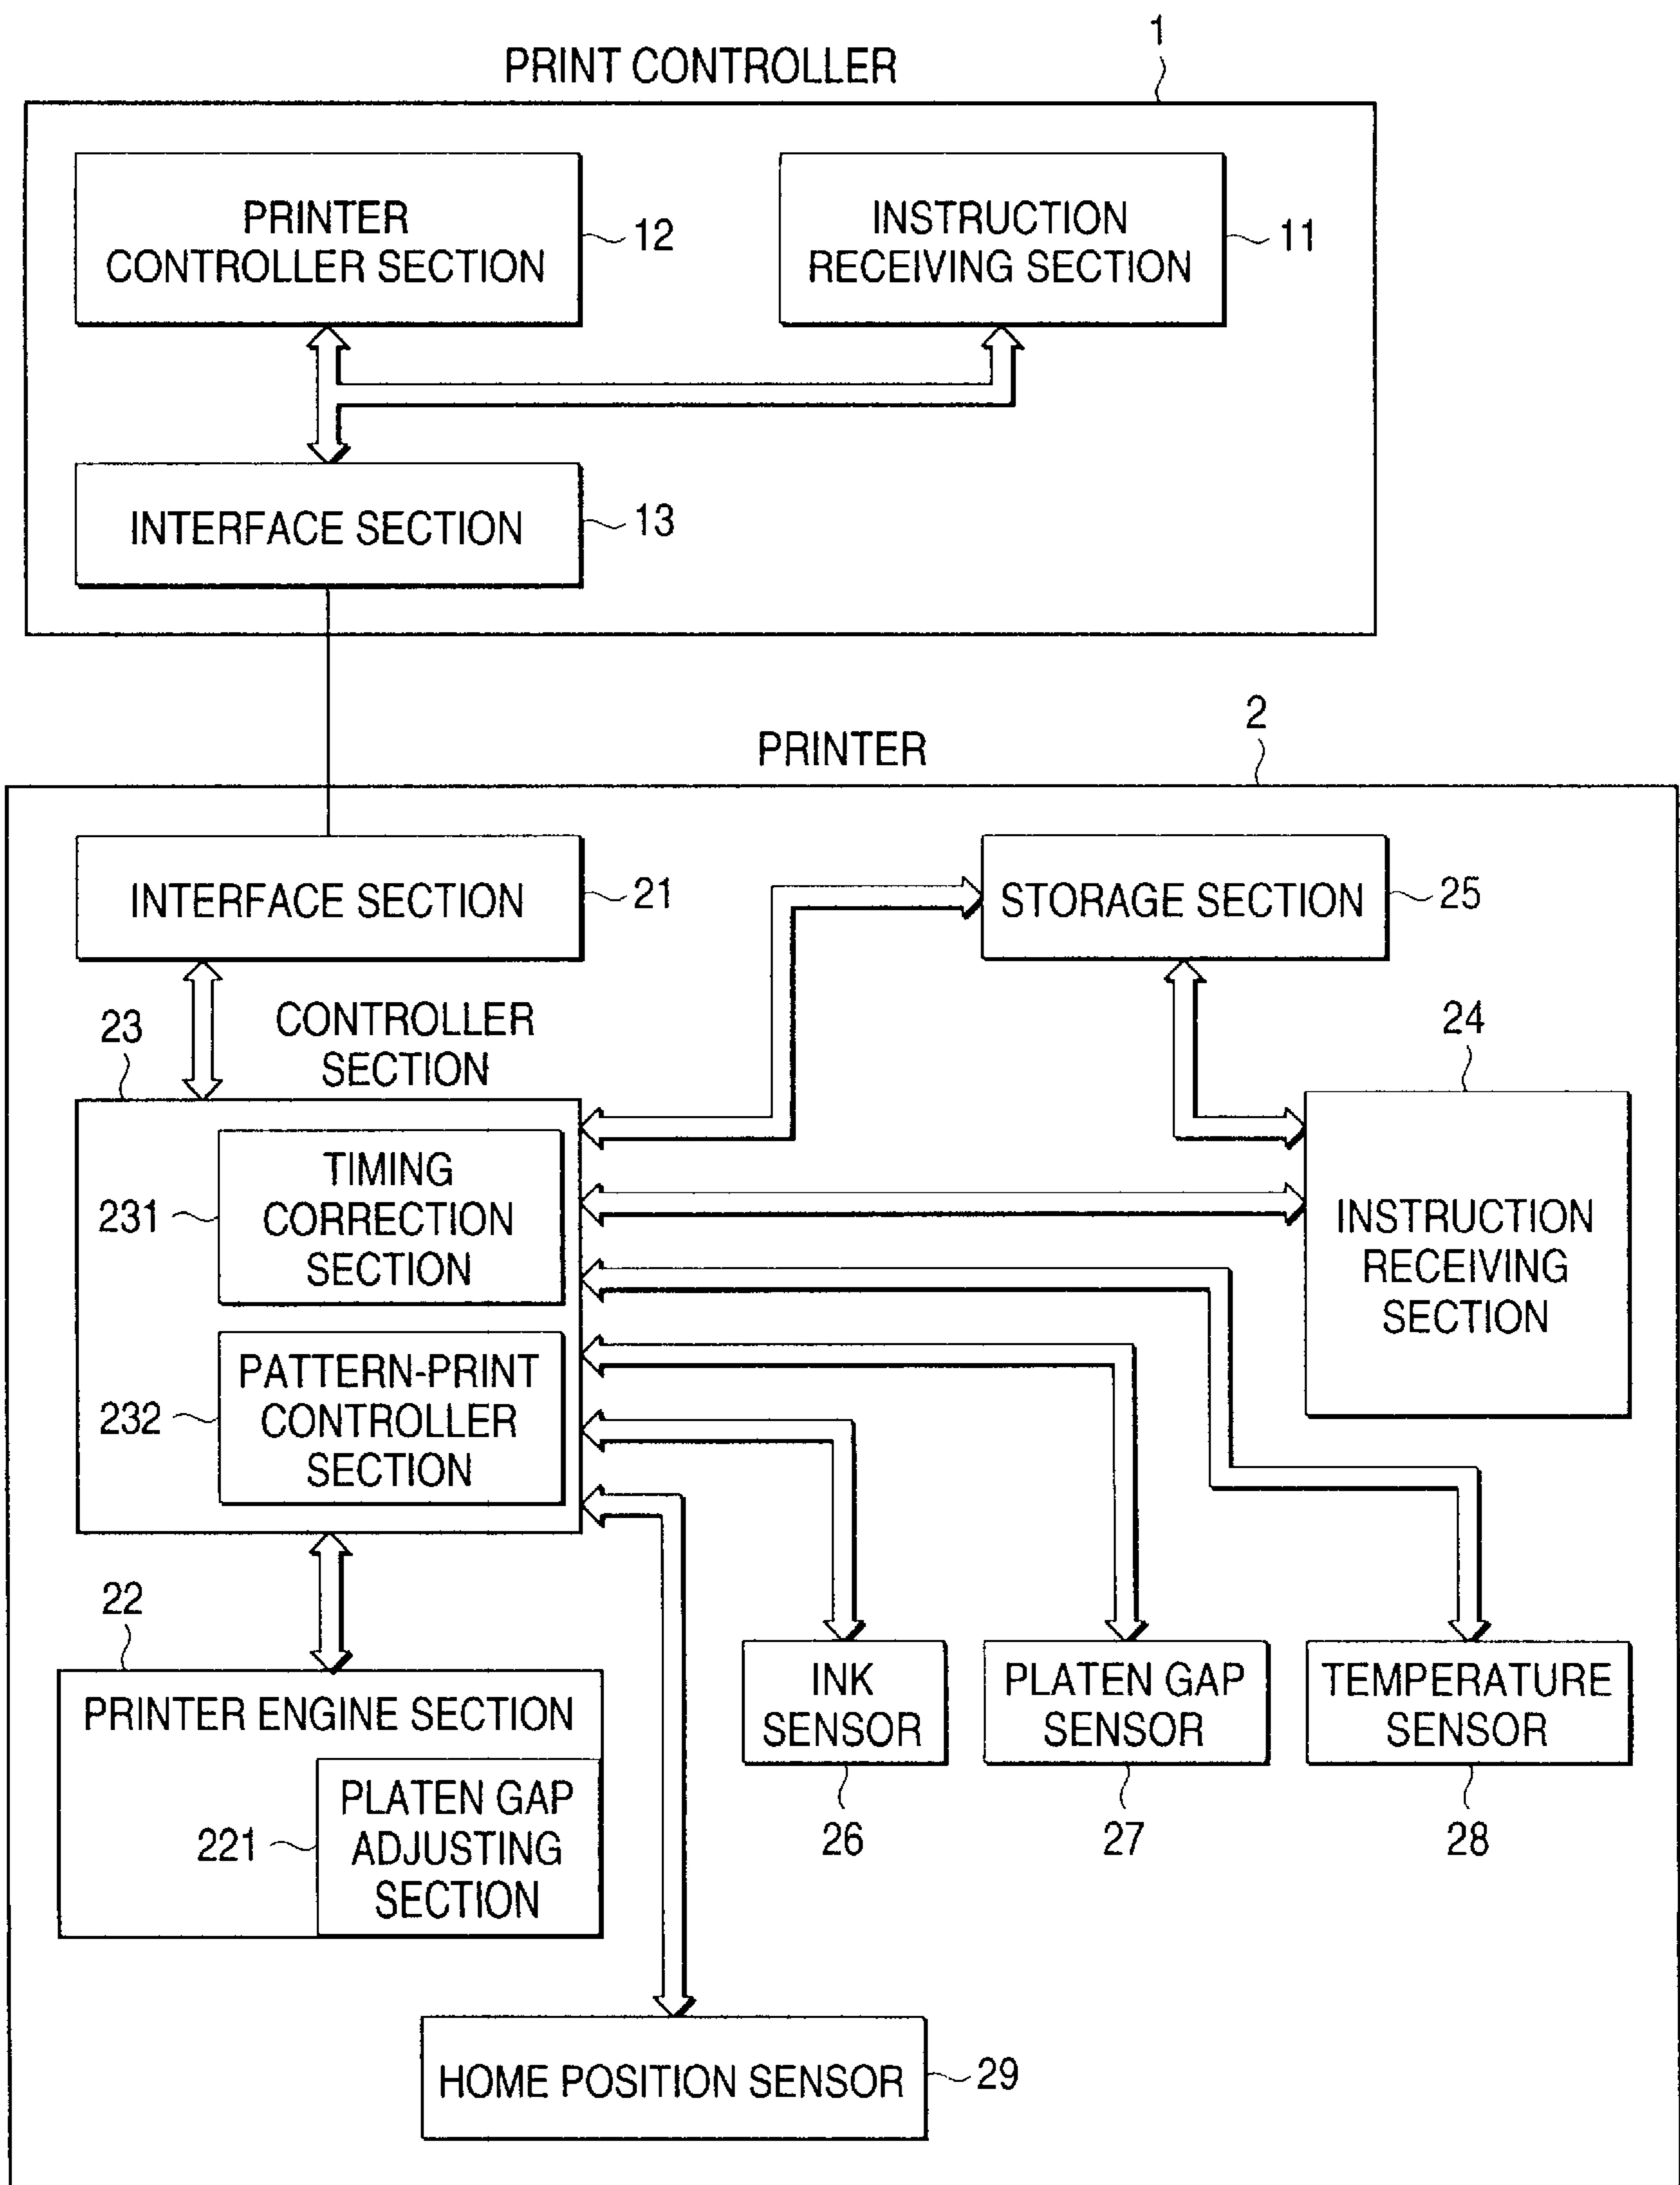 1
PRINT CONTROLLER
PRINTER
CONTROLLER SECTION
12
INSTRUCTION
RECEIVING SECTION
11
INTERFACE SECTION
13
2
PRINTER
INTERFACE SECTION
21
STORAGE SECTION
25
23
CONTROLLER
SECTION
24
231
TIMING
CORRECTION
SECTION
INSTRUCTION
RECEIVING
SECTION
232
PATTERN-PRINT
CONTROLLER
SECTION
22
PRINTER ENGINE SECTION
221
PLATEN GAP
ADJUSTING
SECTION
INK
SENSOR
26
PLATEN GAP
SENSOR
27
TEMPERATURE
SENSOR
28
HOME POSITION SENSOR
29